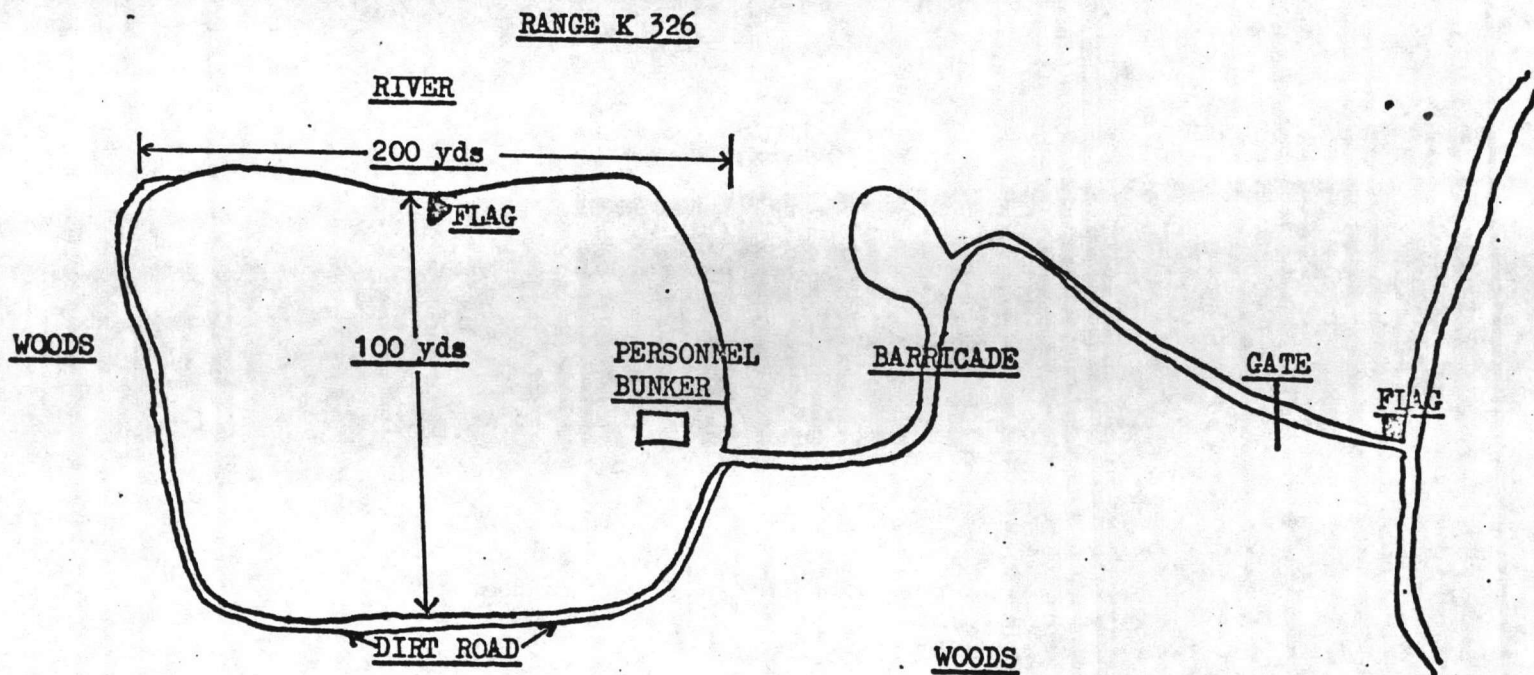 RANGE K 326
RIVER
200 yds
FLAG
WOODS
100 yds
PERSONNEL
BUNKER
BARRICADE
GATE
FLAG
DIRT ROAD
WOODS